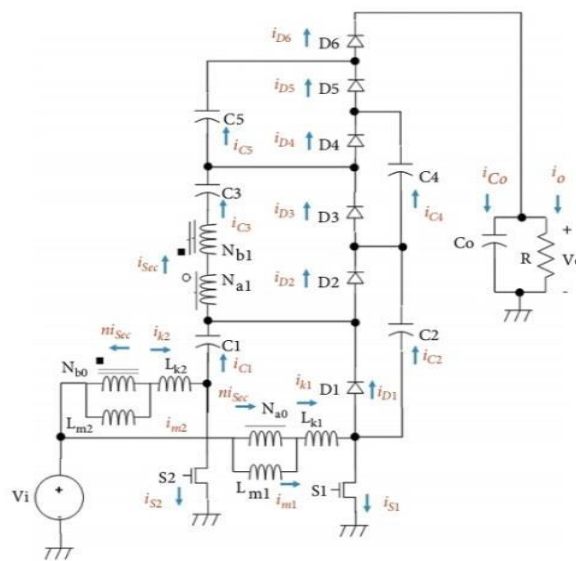 iD6 D6
iD5 D5
C5
iC5 iD4 D4
C3 C4
iC3 iD3 D3 iC4 iCo io
Nb1 Co R Vo + -
iSec Na1 iD2 D2
C1 C2
niSec ik2 iC1 iC2
Nb0 Lk2 niSec ik1 D1 iD1
Na0 Lk1
Lm2 im2
S2 Lm1 S1
Vi + - iS2 im1 iS1